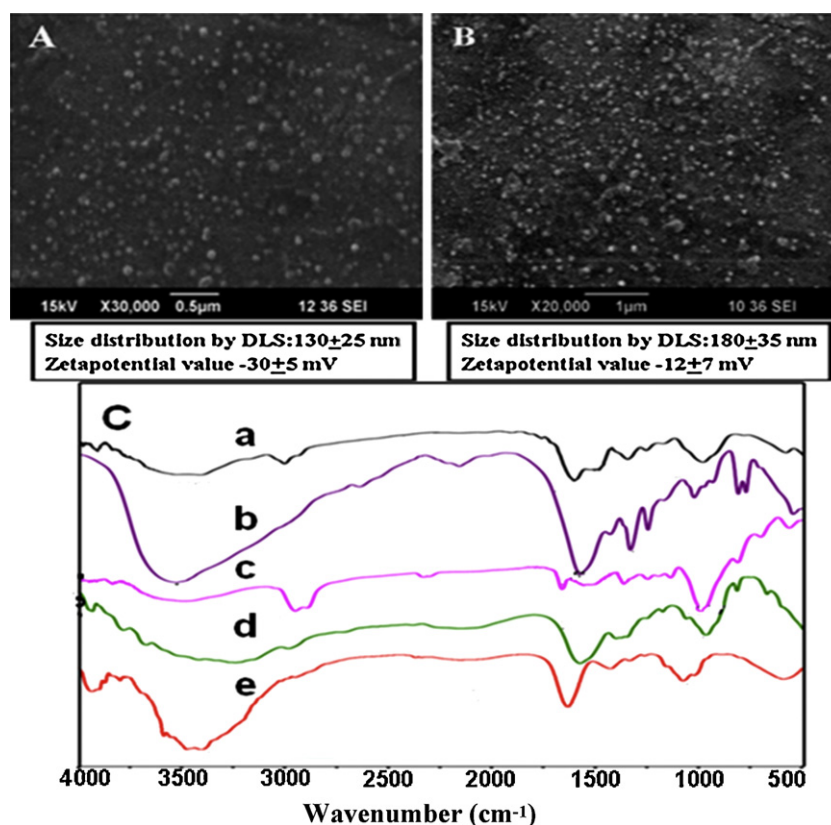 A
B
15kV X30,000 0.5µm 12 36 SEI
15kV X20,000 1µm 10 36 SEI
Size distribution by DLS:130±25 nm
Zetapotential value -30±5 mV
Size distribution by DLS:180±35 nm
Zetapotential value -12±7 mV
C
a
b
c
d
e
4000 3500 3000 2500 2000 1500 1000 500
Wavenumber (cm-1)